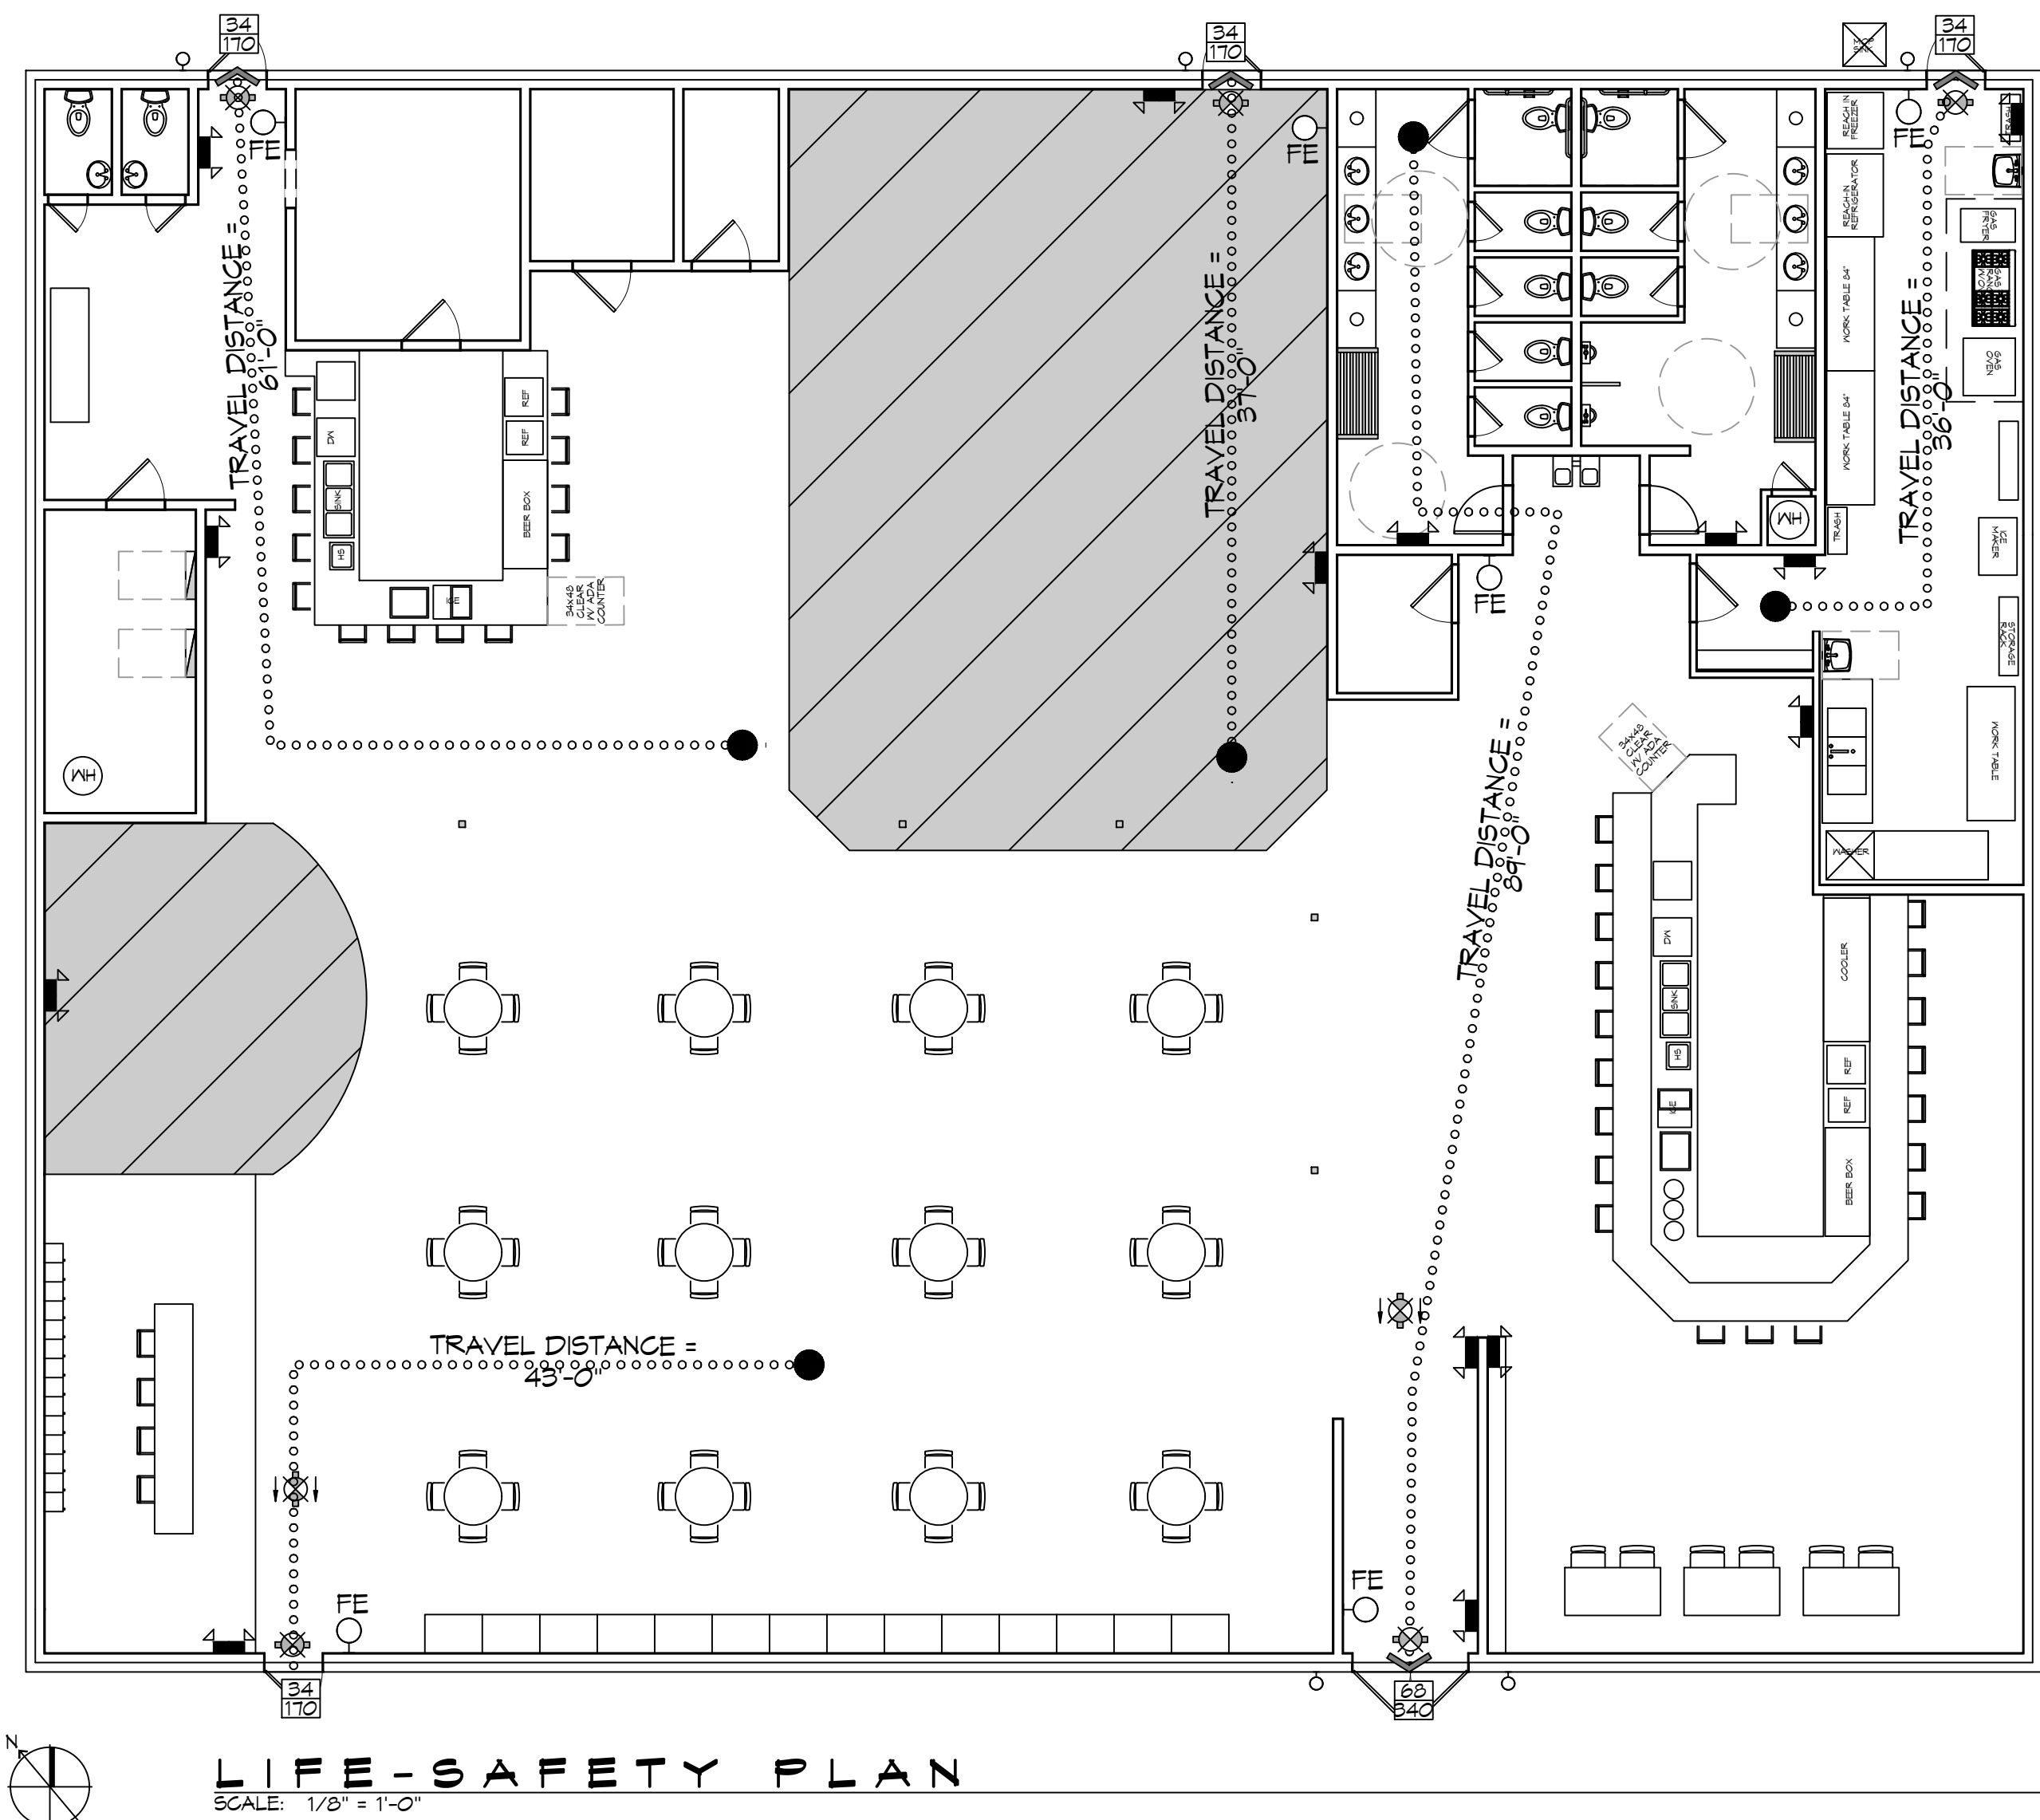 34
170
34
170
34
170
FE
FE
FE
TRASH
REACH IN
FREEZER
REACH-IN
REFRIGERATOR
GAS
FRYER
GAS
OVEN
WORK TABLE 84"
WORK TABLE 84"
TRAVEL DISTANCE =
61'-0"
TRAVEL DISTANCE =
37'-0"
TRAVEL DISTANCE =
36'-0"
REF
REF
DW
SINK
BEER BOX
HS
ICE
34x48
CLEAR
W/ ADA
COUNTER
HM
TRASH
ICE
MAKER
FE
STORAGE
RACK
HM
WORK TABLE
34x48
CLEAR
W/ ADA
COUNTER
WASHER
TRAVEL DISTANCE =
89'-0"
DW
COOLER
SINK
HS
REF
ICE
REF
BEER BOX
TRAVEL DISTANCE =
43'-0"
FE
FE
34
170
68
340
N
LIFE-SAFETY PLAN
SCALE: 1/8" = 1'-0"